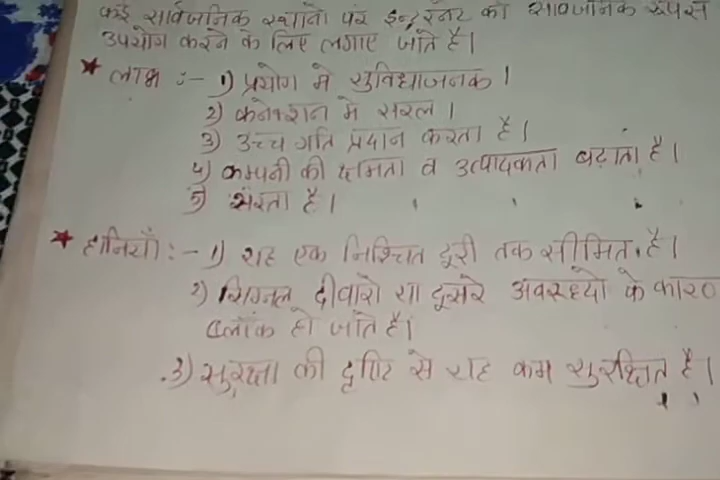 कई सार्वजनिक स्थानो पर इन्टरनेट को सार्वजनिक रूप से
उपयोग करने के लिए लगाए जाते है।
★ लाभ :- 1) प्रयोग मे सुविधाजनक।
2) कनेक्शन मे सरल।
3) उच्च गति प्रदान करता है।
4) कम्पनी की क्षमिता व उत्पादकता बढ़ाता है।
5) सस्ता है।
★ हानियाँ :- 1) यह एक निश्चित दूरी तक सीमित है।
2) सिग्नल दीवारो या दूसरे अवरुध्यो के कारण
ब्लॉक हो जाते है।
3) सुरक्षा की दृष्टि से यह कम सुरक्षित है।